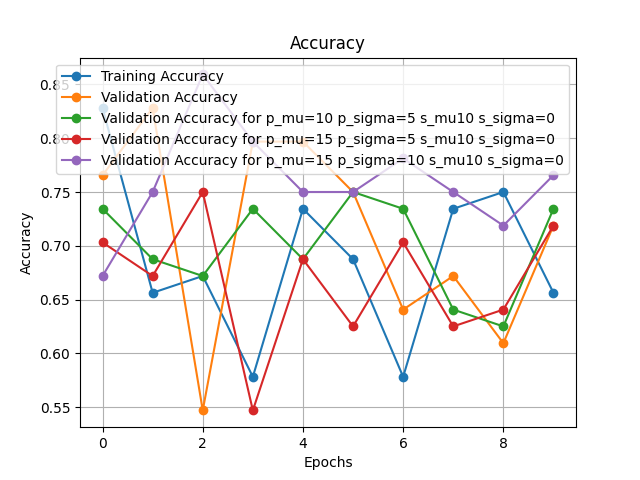 Accuracy
Training Accuracy
Validation Accuracy
Validation Accuracy for p_mu=10 p_sigma=5 s_mu10 s_sigma=0
Validation Accuracy for p_mu=15 p_sigma=5 s_mu10 s_sigma=0
Validation Accuracy for p_mu=15 p_sigma=10 s_mu10 s_sigma=0
0.85
0.80
0.75
0.70
0.65
0.60
0.55
Accuracy
0 2 4 6 8
Epochs